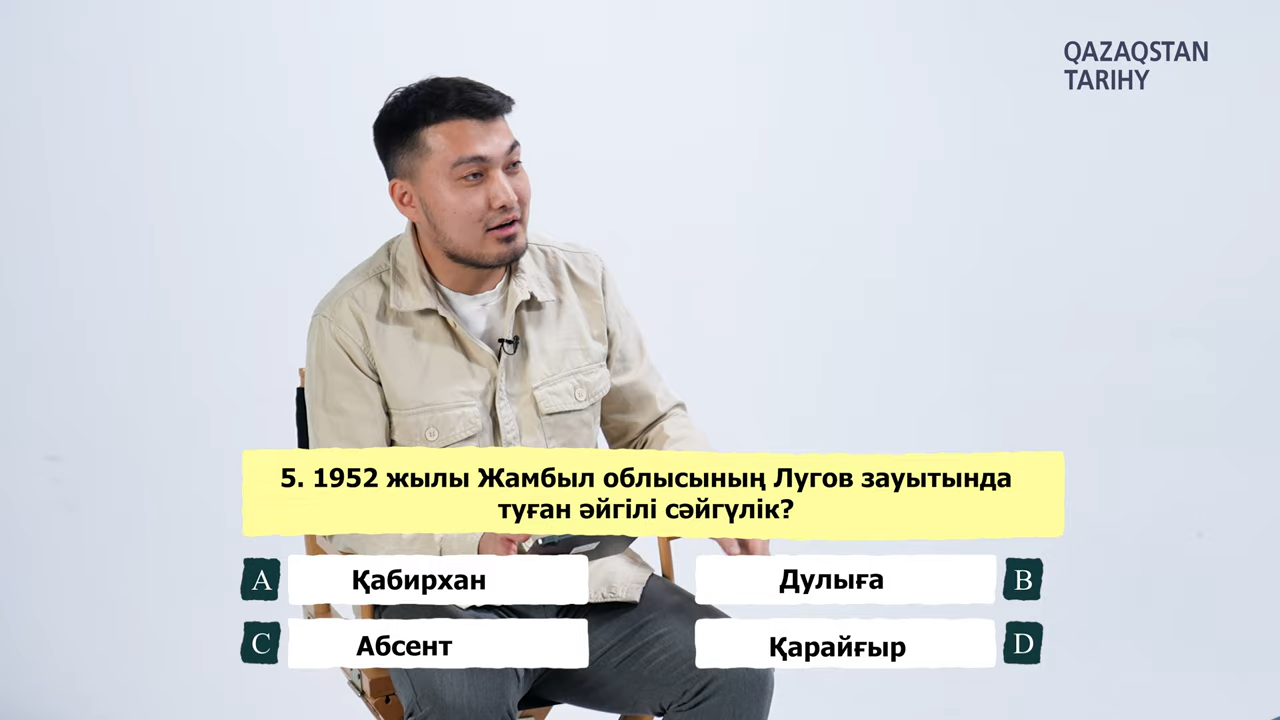 QAZAQSTAN
TARIHY
5. 1952 жылы Жамбыл облысының Лугов зауытында
туған әйгілі сәйгүлік?
A Қабирхан
Дулыға B
C Абсент
Қарайғыр D